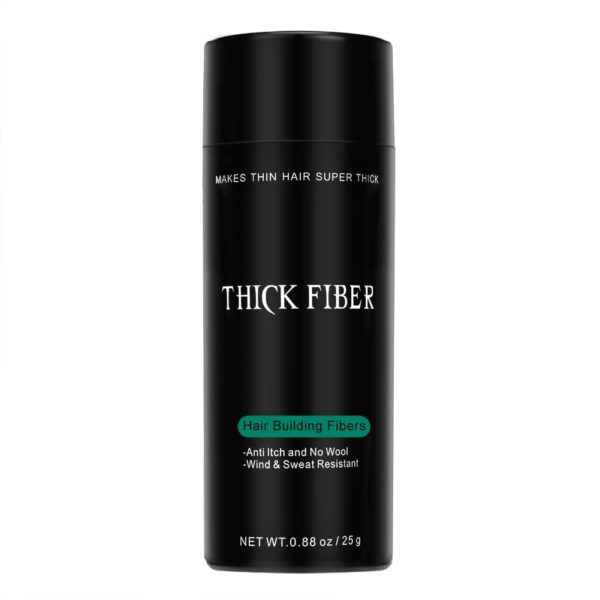 MAKES THIN HAIR SUPER THICK
THICK FIBER
Hair Building Fibers
-Anti Itch and No Wool
-Wind & Sweat Resistant
NET WT.0.88 oz / 25 g